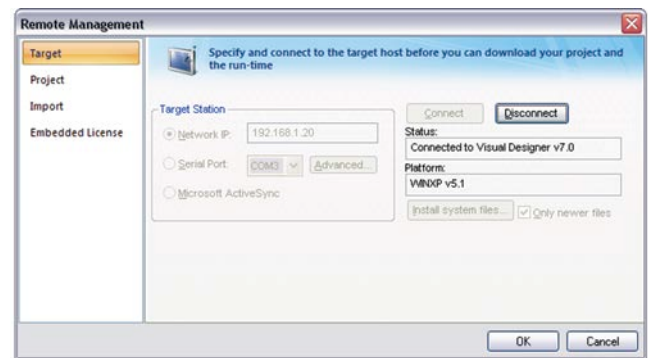 Remote Management
Target
Project
Import
Embedded License
Specify and connect to the target host before you can download your project and
the run-time
Target Station
Network IP: 192.168.1.20
Serial Port: COM3 Advanced...
Microsoft ActiveSync
Connect Disconnect
Status:
Connected to Visual Designer v7.0
Platform:
WINXP v5.1
Install system files... Only newer files
OK Cancel